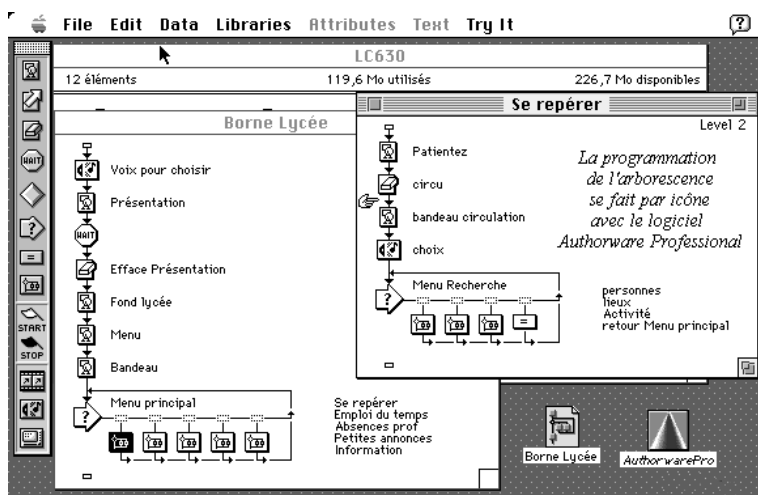 File Edit Data Libraries Attributes Text Try It
LC630
12 éléments 119,6 Mo utilisés 226,7 Mo disponibles
Borne Lycée
Voix pour choisir
Présentation
WAIT
Efface Présentation
Fond lycée
Menu
Bandeau
Menu principal
Se repérer
Emploi du temps
Absences prof
Petites annonces
Information
Se repérer
Level 2
Patientez
circu
bandeau circulation
choix
Menu Recherche
personnes
lieux
Activité
retour Menu principal
La programmation
de l'arborescence
se fait par icône
avec le logiciel
Authorware Professional
WAIT
START
STOP
Borne Lycée
AuthorwarePro